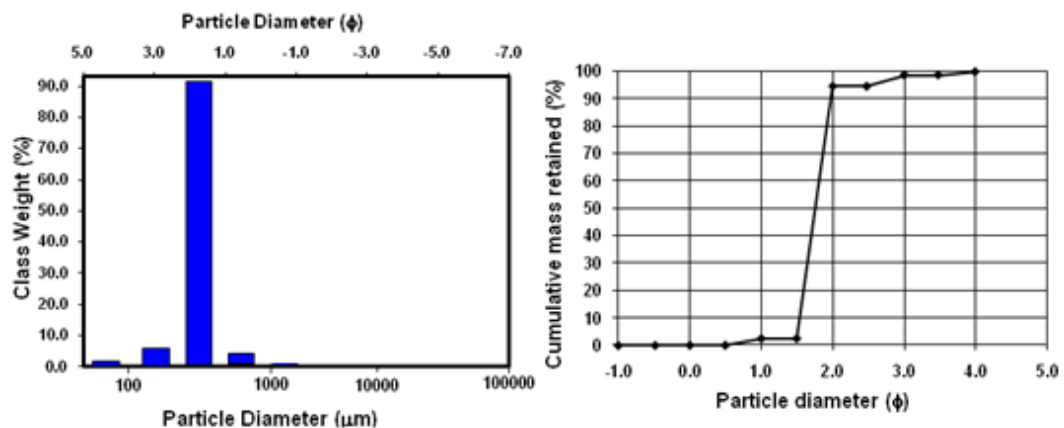 Particle Diameter (ϕ)
5.0 3.0 1.0 -1.0 -3.0 -5.0 -7.0
90.0
80.0
70.0
60.0
50.0
40.0
30.0
20.0
10.0
0.0
Class Weight (%)
100 1000 10000 100000
Particle Diameter (μm)
100
90
80
70
60
50
40
30
20
10
0
Cumulative mass retained (%)
-1.0 0.0 1.0 2.0 3.0 4.0 5.0
Particle diameter (ϕ)